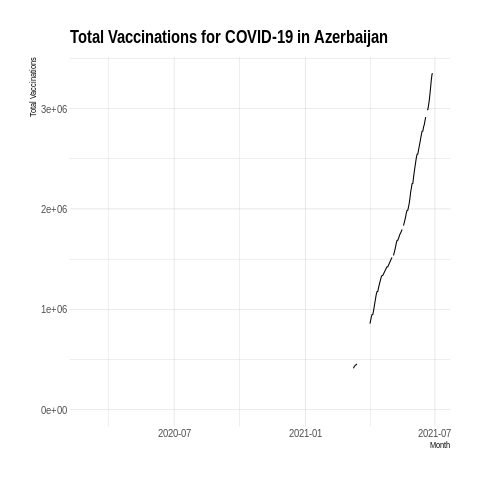 Total Vaccinations for COVID-19 in Azerbaijan
Total Vaccinations
3e+06
2e+06
1e+06
0e+00
2020-07
2021-01
2021-07
Month